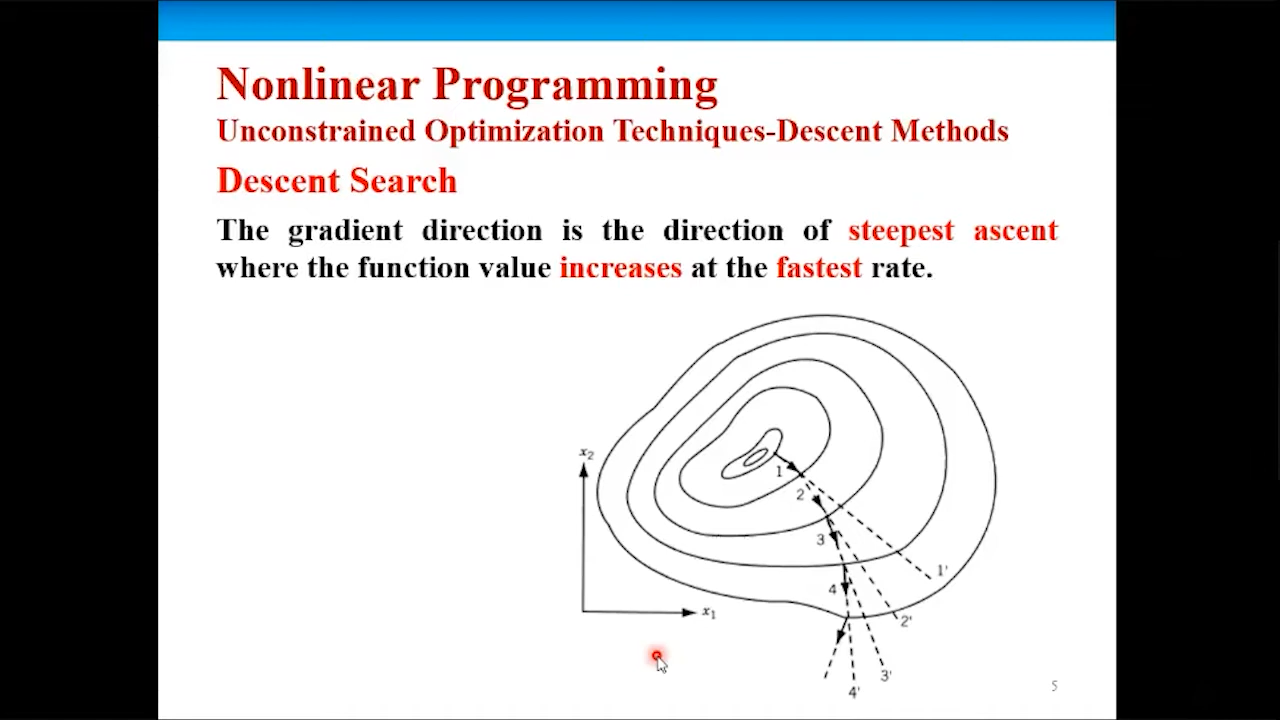 Nonlinear Programming
Unconstrained Optimization Techniques-Descent Methods
Descent Search
The gradient direction is the direction of steepest ascent
where the function value increases at the fastest rate.
x₂
1
2
3
1'
4
x₁
2'
3'
4'
5